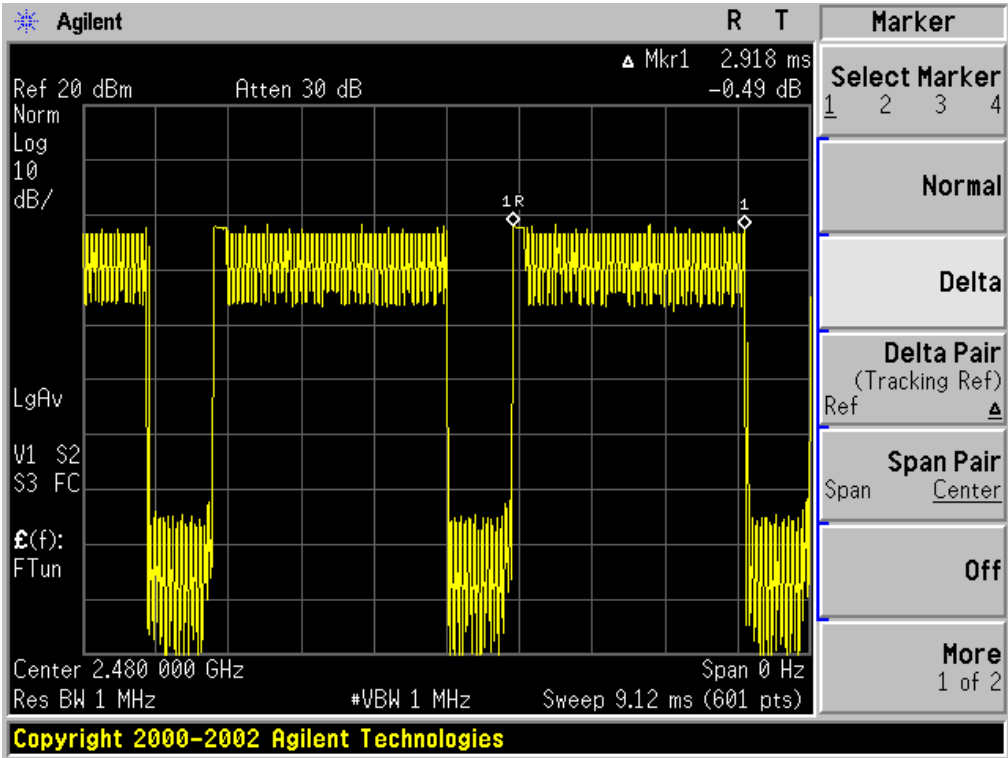 Agilent R T
Δ Mkr1 2.918 ms
Ref 20 dBm Atten 30 dB -0.49 dB
Norm
Log
10
dB/
1R
1
LgAv
V1 S2
S3 FC
£(f):
FTun
Center 2.480 000 GHz Span 0 Hz
Res BW 1 MHz #VBW 1 MHz Sweep 9.12 ms (601 pts)
Copyright 2000-2002 Agilent Technologies
Marker
Select Marker
1 2 3 4
Normal
Delta
Delta Pair
(Tracking Ref)
Ref Δ
Span Pair
Span Center
Off
More
1 of 2